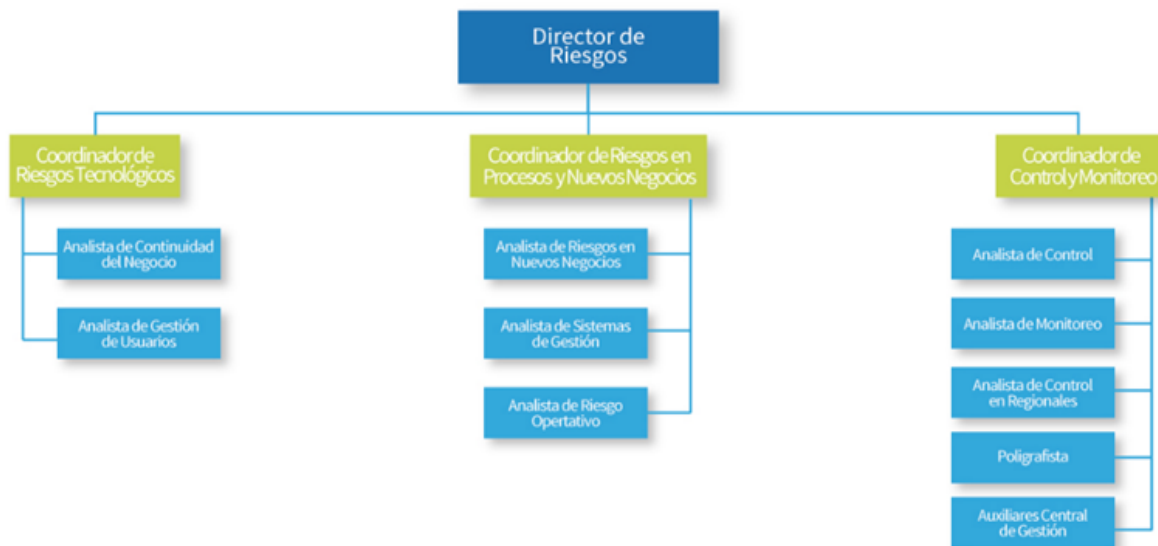 Director de
Riesgos
Coordinador de
Riesgos Tecnológicos
Coordinador de Riesgos en
Procesos y Nuevos Negocios
Coordinador de
Control y Monitoreo
Analista de Continuidad
del Negocio
Analista de Gestión
de Usuarios
Analista de Riesgos en
Nuevos Negocios
Analista de Sistemas
de Gestión
Analista de Riesgo
Opertativo
Analista de Control
Analista de Monitoreo
Analista de Control
en Regionales
Poligrafista
Auxiliares Central
de Gestión